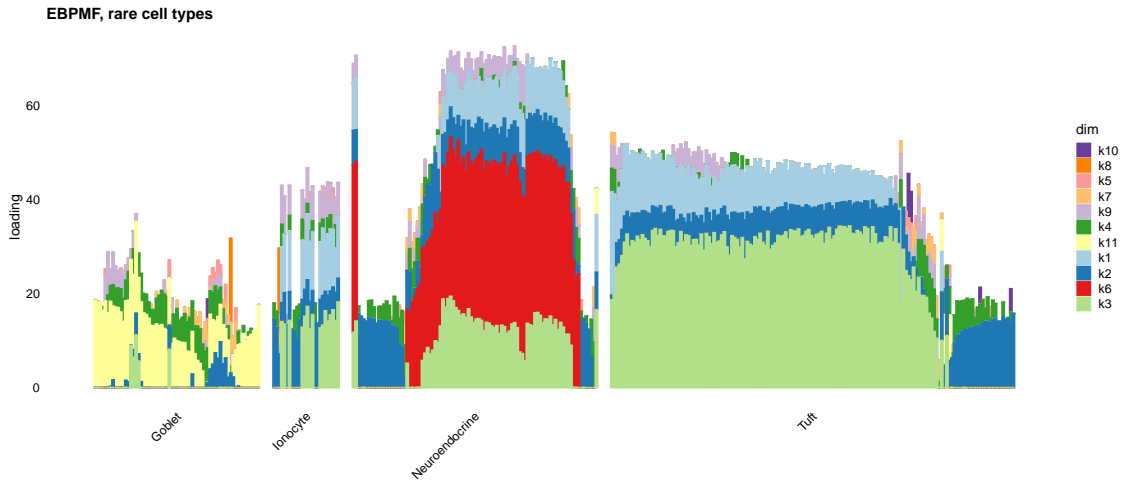 EBPMF, rare cell types
loading
60
40
20
0
Goblet
Ionocyte
Neuroendocrine
Tuft
dim
k10
k8
k5
k7
k9
k4
k11
k1
k2
k6
k3